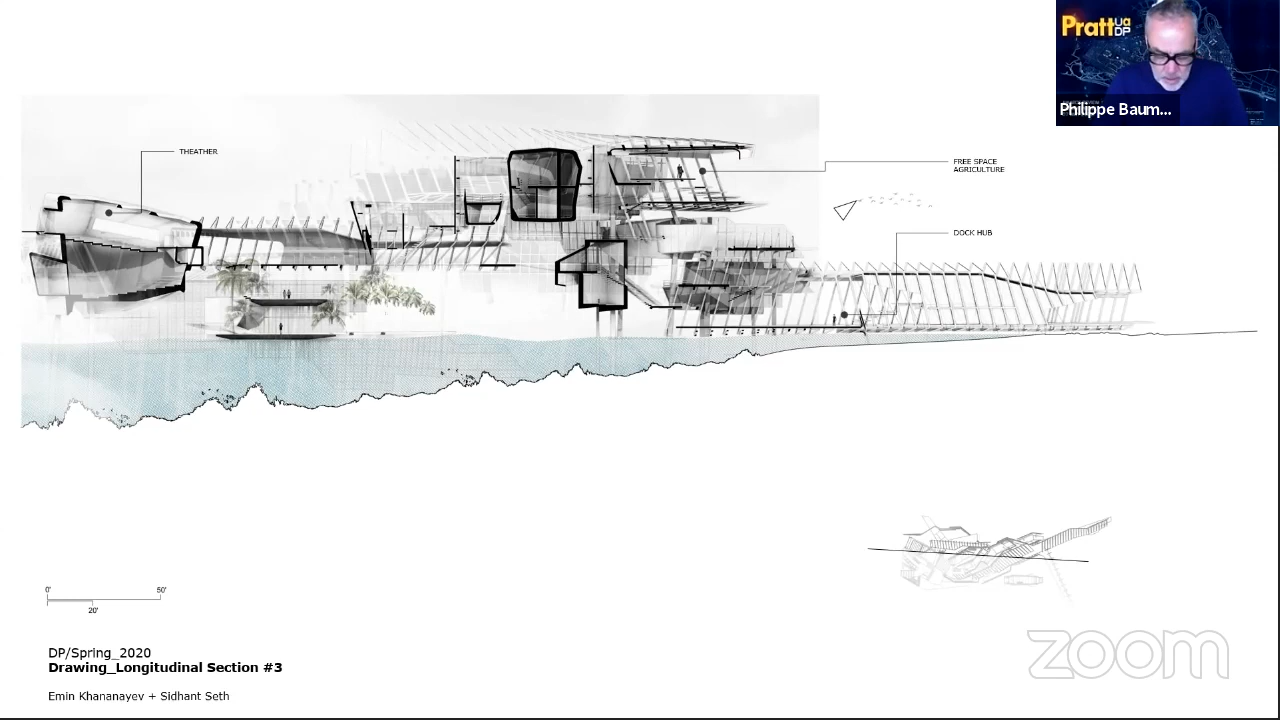 Pratt UA DP
Philippe Baum...
THEATHER
FREE SPACE
AGRICULTURE
DOCK HUB
0'
50'
20'
DP/Spring_2020
Drawing_Longitudinal Section #3
Emin Khananayev + Sidhant Seth
zoom